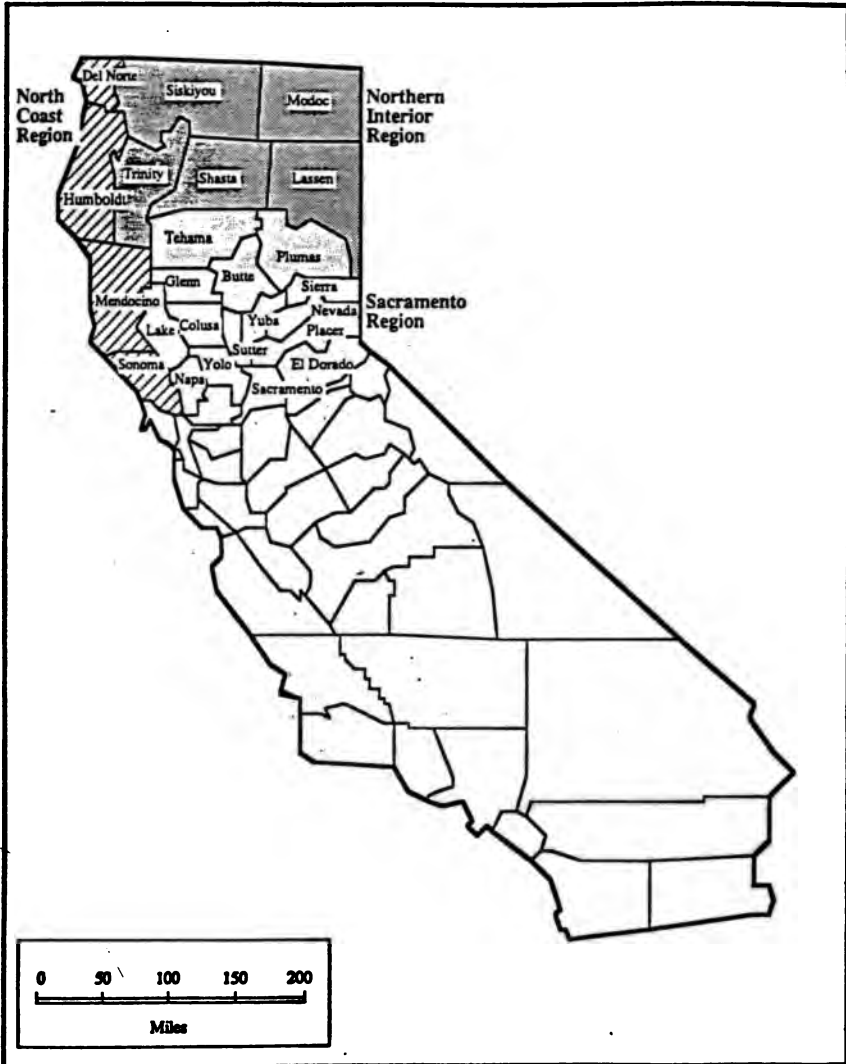 Del Norte
Siskiyou
Modoc
North
Coast
Region
Northern
Interior
Region
Trinity
Shasta
Lassen
Humboldt
Tehama
Plumas
Butte
Glenn
Sierra
Mendocino
Nevada
Sacramento
Region
Lake
Colusa
Yuba
Placer
Sutter
Sonoma
Yolo
El Dorado
Napa
Sacramento
0 50 100 150 200
Miles